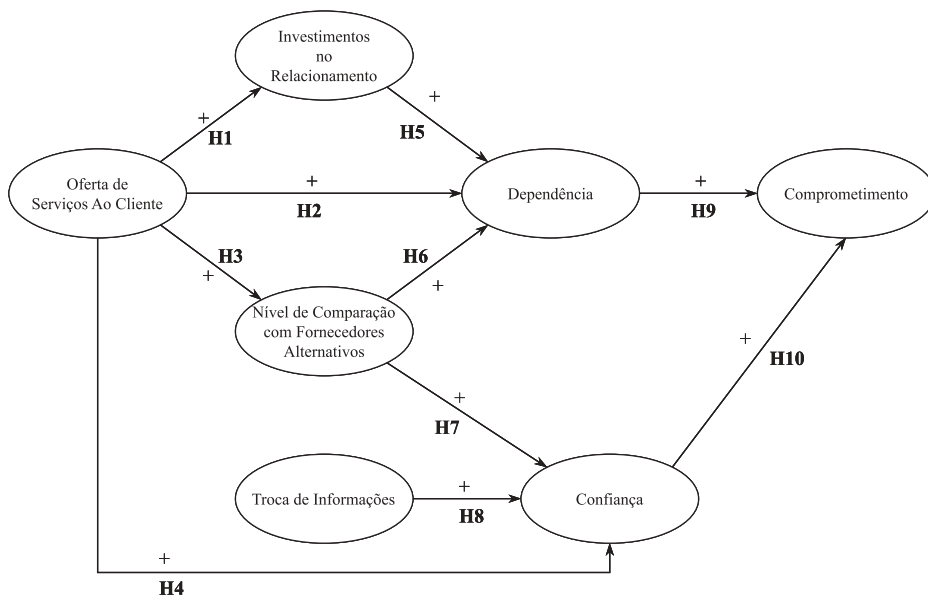 Investimentos
no
Relacionamento
+
+
H1
H5
Oferta de
Serviços Ao Cliente
+
H2
Dependência
+
H9
Comprometimento
H3
+
H6
+
Nível de Comparação
com Fornecedores
Alternativos
+
H10
+
H7
Troca de Informações
+
H8
Confiança
+
H4